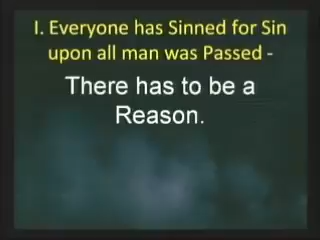 I. Everyone has Sinned for Sin
upon all man was Passed -
There has to be a
Reason.